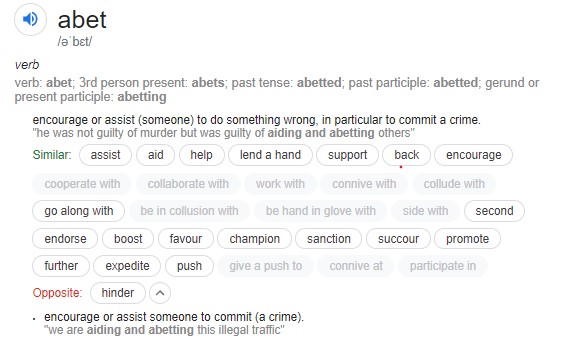 abet
/əˈbɛt/
verb
verb: abet; 3rd person present: abets; past tense: abetted; past participle: abetted; gerund or
present participle: abetting
encourage or assist (someone) to do something wrong, in particular to commit a crime.
"he was not guilty of murder but was guilty of aiding and abetting others"
Similar: assist aid help lend a hand support back encourage
cooperate with collaborate with work with connive with collude with
go along with be in collusion with be hand in glove with side with second
endorse boost favour champion sanction succour promote
further expedite push give a push to connive at participate in
Opposite: hinder
• encourage or assist someone to commit (a crime).
"we are aiding and abetting this illegal traffic"